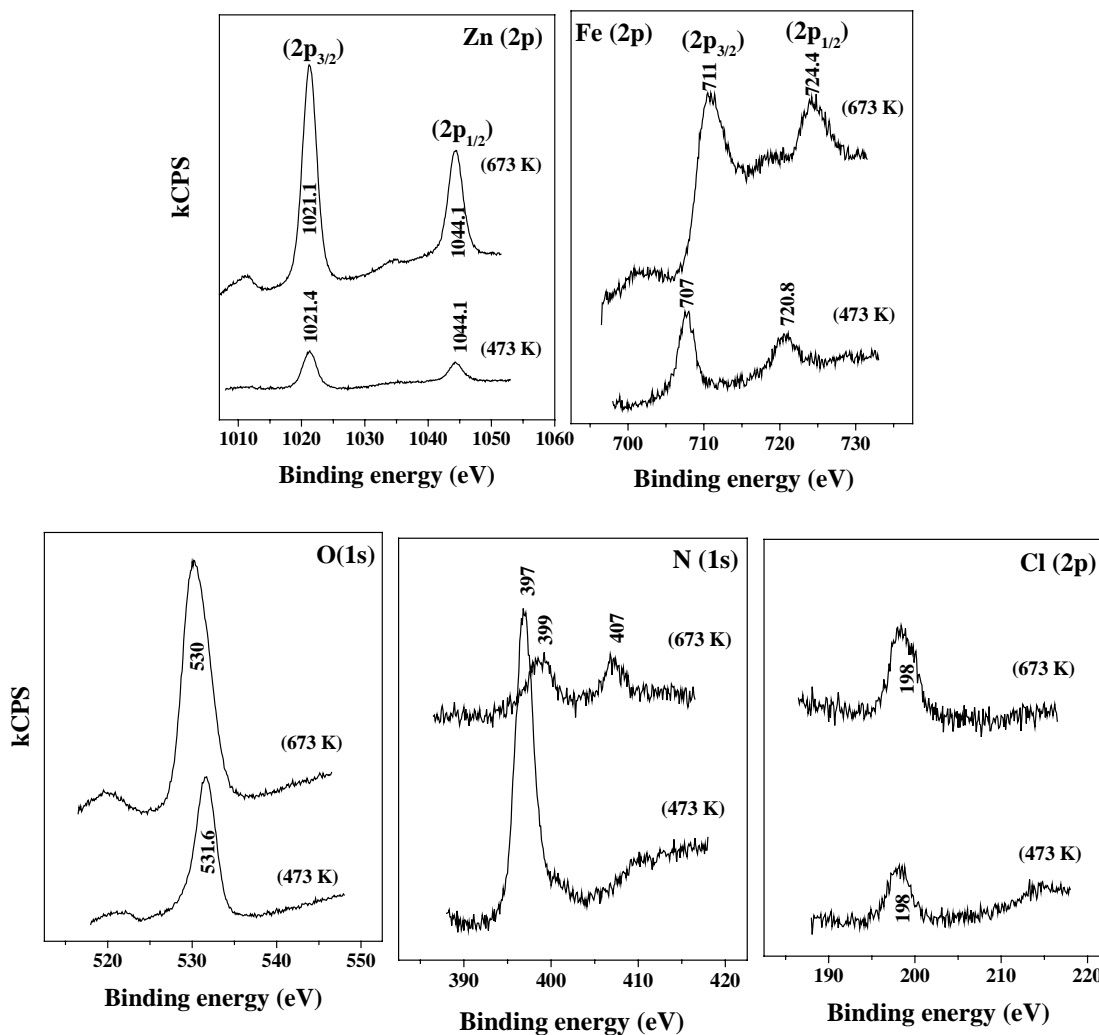 Zn (2p)
(2p3/2)
(2p1/2)
(673 K)
1021.1
1044.1
1021.4
1044.1
(473 K)
kCPS
1010 1020 1030 1040 1050 1060
Binding energy (eV)
Fe (2p)
(2p3/2)
(2p1/2)
711
724.4
(673 K)
707
720.8
(473 K)
700 710 720 730
Binding energy (eV)
O(1s)
530
(673 K)
531.6
(473 K)
kCPS
520 530 540 550
Binding energy (eV)
N (1s)
397
399
407
(673 K)
(473 K)
390 400 410 420
Binding energy (eV)
Cl (2p)
198
(673 K)
198
(473 K)
190 200 210 220
Binding energy (eV)